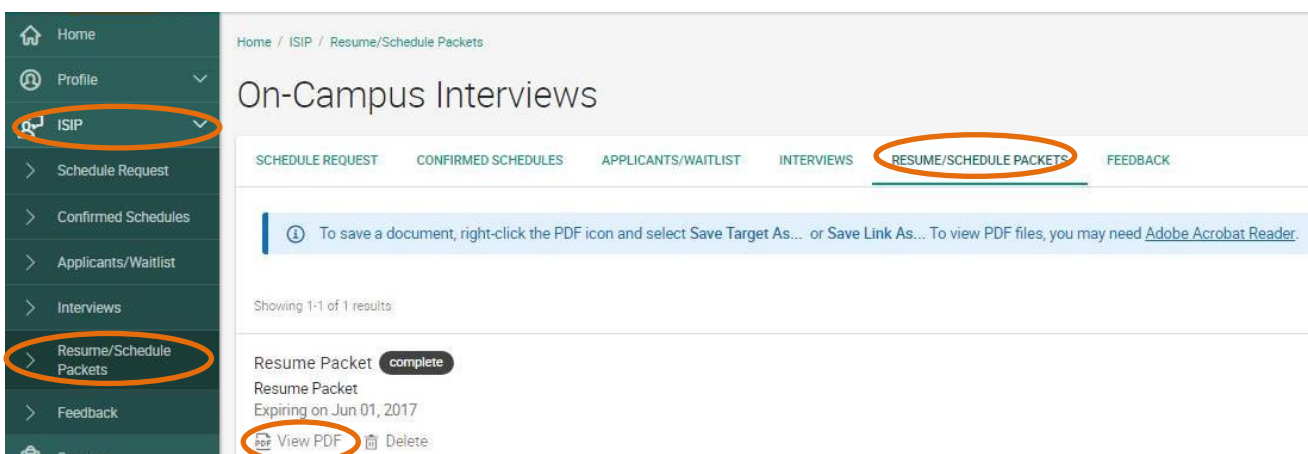 Home
Profile
ISIP
Schedule Request
Confirmed Schedules
Applicants/Waitlist
Interviews
Resume/Schedule
Packets
Feedback
Home / ISIP / Resume/Schedule Packets
On-Campus Interviews
SCHEDULE REQUEST CONFIRMED SCHEDULES APPLICANTS/WAITLIST INTERVIEWS RESUME/SCHEDULE PACKETS FEEDBACK
To save a document, right-click the PDF icon and select Save Target As... or Save Link As... To view PDF files, you may need Adobe Acrobat Reader.
Showing 1-1 of 1 results
Resume Packet complete
Resume Packet
Expiring on Jun 01, 2017
PDF View PDF Delete